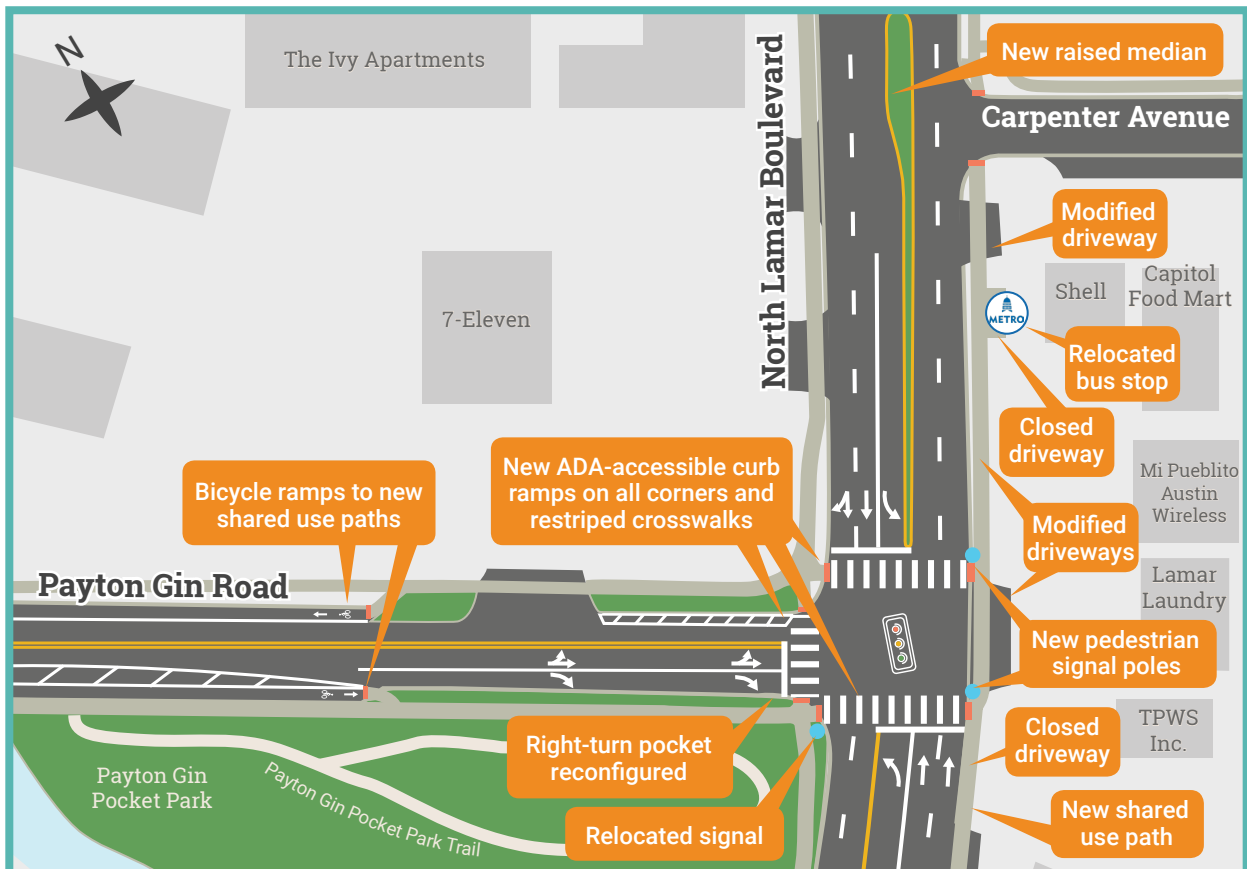 N
The Ivy Apartments
North Lamar Boulevard
New raised median
Carpenter Avenue
Modified
driveway
Shell
Capitol
Food Mart
METRO
7-Eleven
Relocated
bus stop
Closed
driveway
Mi Pueblito
Austin
Wireless
Bicycle ramps to new
shared use paths
New ADA-accessible curb
ramps on all corners and
restriped crosswalks
Modified
driveways
Payton Gin Road
Lamar
Laundry
New pedestrian
signal poles
TPWS
Inc.
Closed
driveway
Right-turn pocket
reconfigured
Payton Gin
Pocket Park
Payton Gin Pocket Park Trail
Relocated signal
New shared
use path